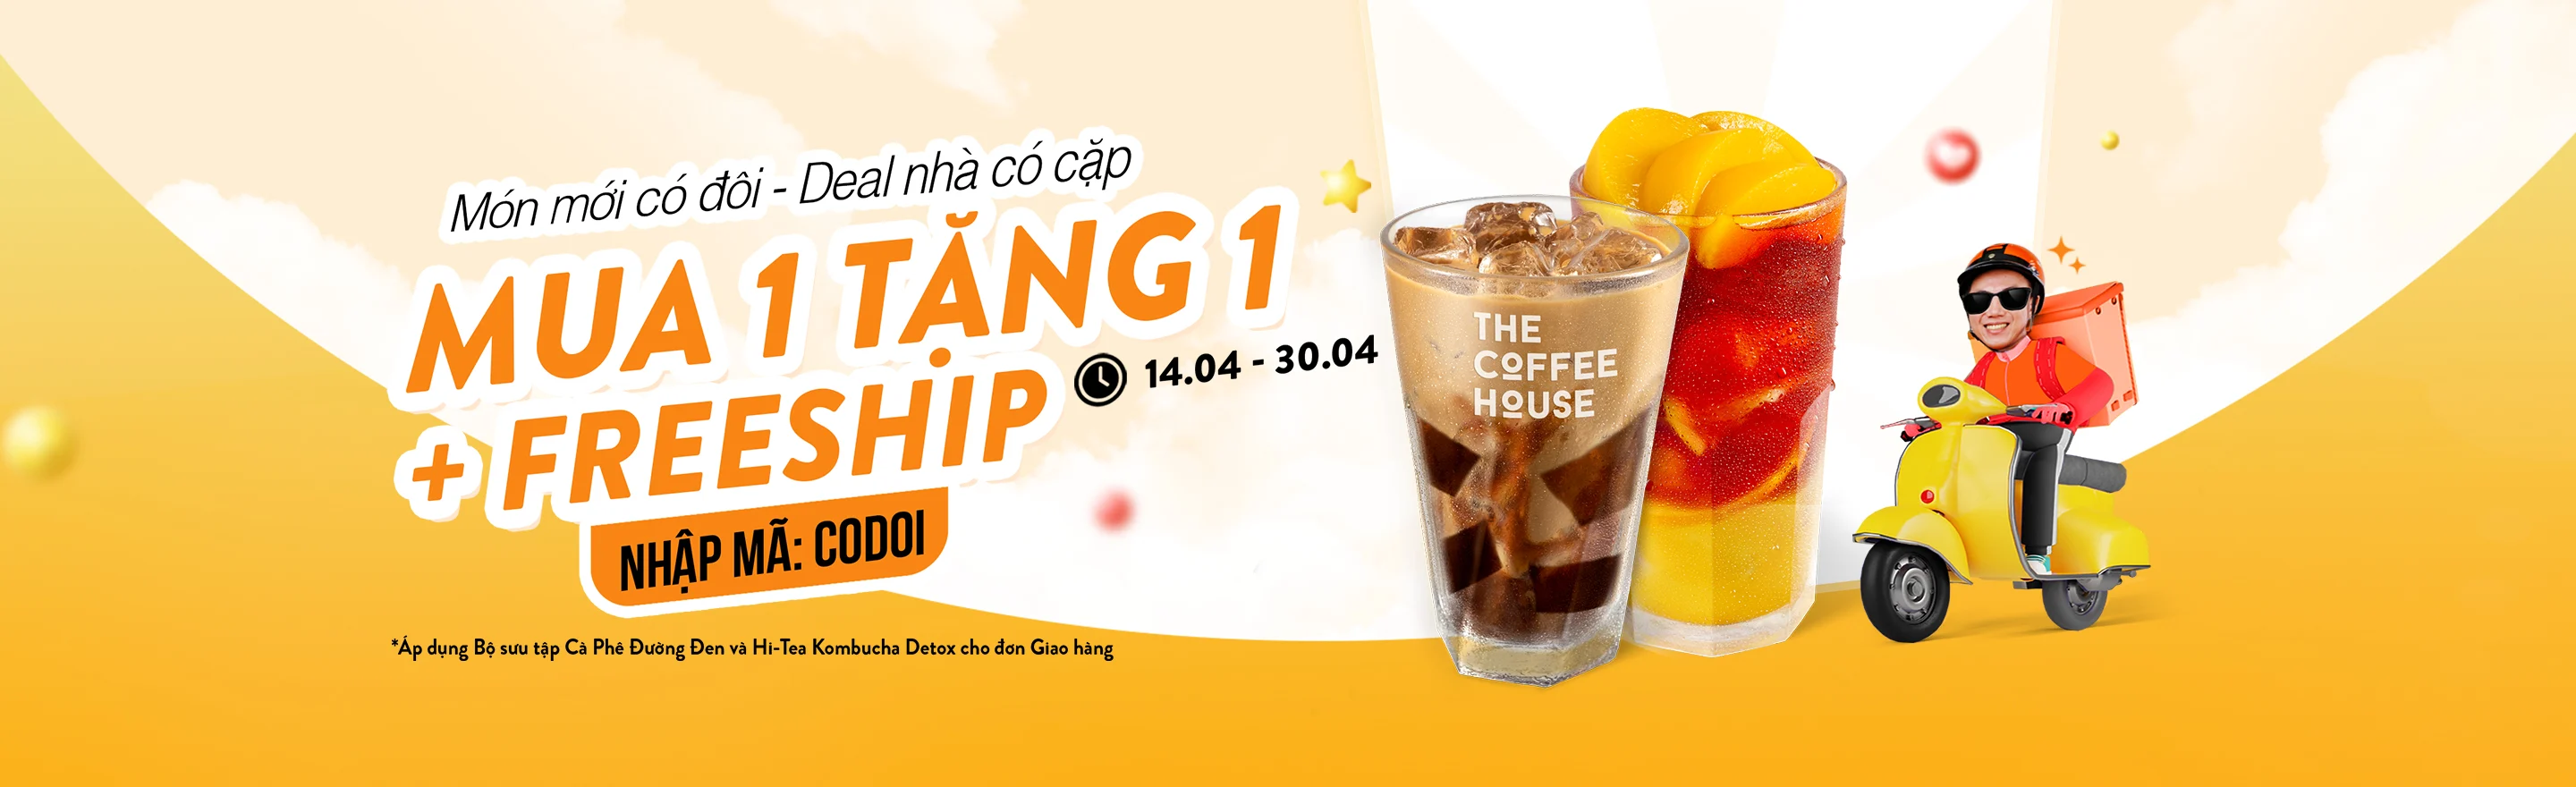 Món mới có đôi - Deal nhà có cặp
MUA 1 TẶNG 1
+ FREESHIP
14.04 - 30.04
NHẬP MÃ: CODOI
*Áp dụng Bộ sưu tập Cà Phê Đường Đen và Hi-Tea Kombucha Detox cho đơn Giao hàng
THE
COFFEE
HOUSE